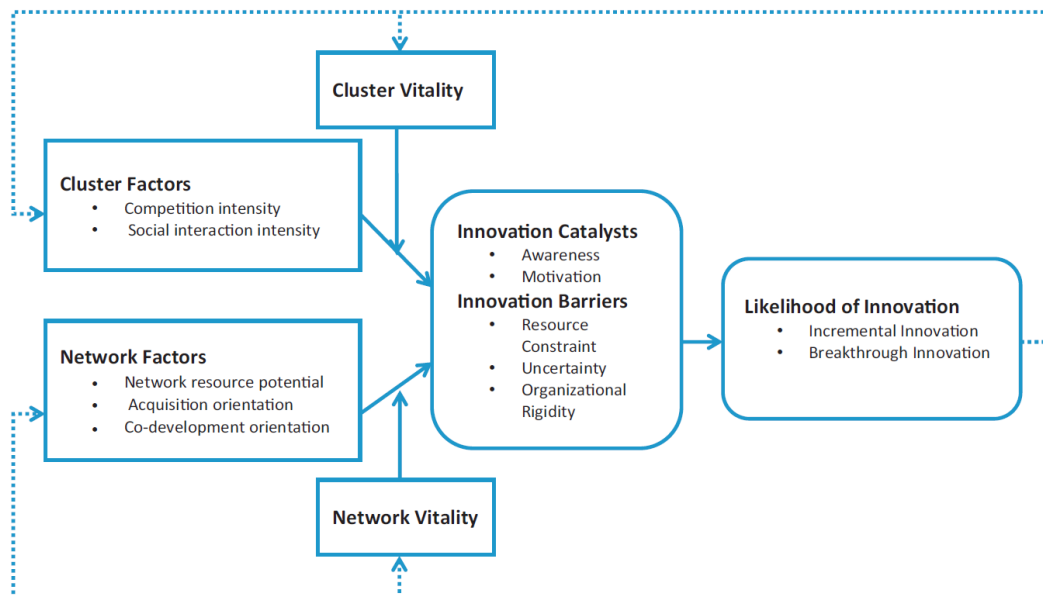 Cluster Vitality
Cluster Factors
• Competition intensity
• Social interaction intensity
Innovation Catalysts
• Awareness
• Motivation
Innovation Barriers
• Resource
Constraint
• Uncertainty
• Organizational
Rigidity
Likelihood of Innovation
• Incremental Innovation
• Breakthrough Innovation
Network Factors
• Network resource potential
• Acquisition orientation
• Co-development orientation
Network Vitality